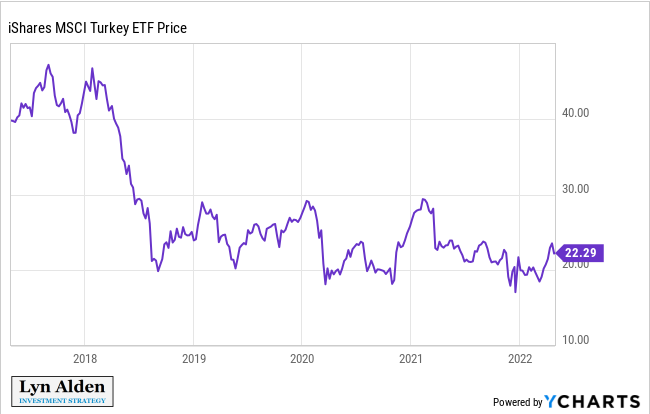 iShares MSCI Turkey ETF Price
40.00
30.00
22.29
20.00
10.00
2018 2019 2020 2021 2022
Lyn Alden
INVESTMENT STRATEGY
Powered by YCHARTS